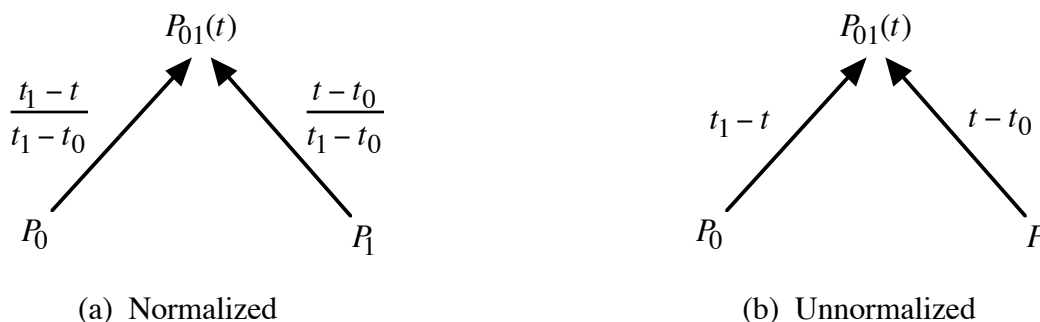 P₀₁(t)
P₀₁(t)
t₁ − t
t₁ − t₀
t − t₀
t₁ − t₀
t₁ − t
t − t₀
P₀
P₁
P₀
P
(a) Normalized
(b) Unnormalized